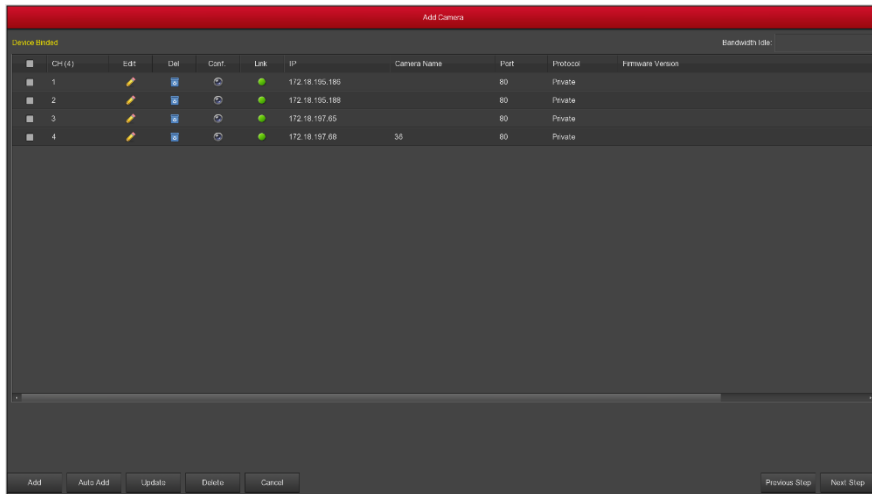 Add Camera
Device Binded Bandwidth Idle:
CH (4) Edit Del Conf. Link IP Camera Name Port Protocol Firmware Version
1 172.18.195.186 80 Private
2 172.18.195.188 80 Private
3 172.18.197.65 80 Private
4 172.18.197.68 36 80 Private
Add Auto Add Update Delete Cancel Previous Step Next Step